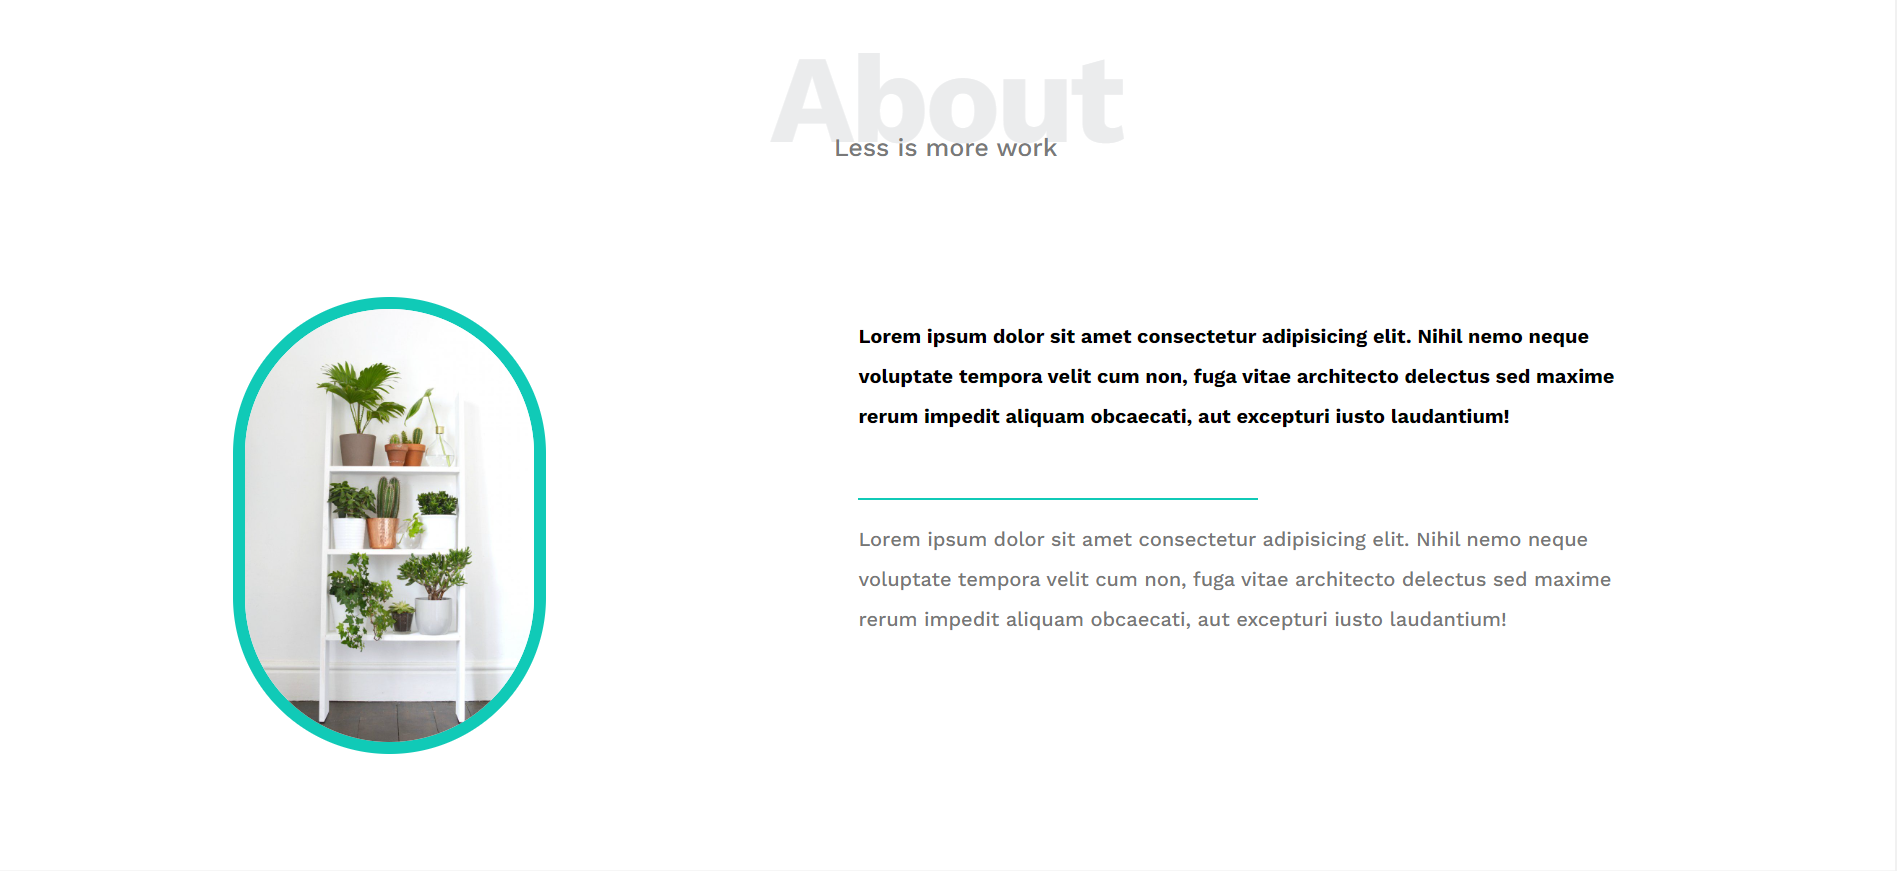 About
Less is more work
Lorem ipsum dolor sit amet consectetur adipisicing elit. Nihil nemo neque
voluptate tempora velit cum non, fuga vitae architecto delectus sed maxime
rerum impedit aliquam obcaecati, aut excepturi iusto laudantium!
Lorem ipsum dolor sit amet consectetur adipisicing elit. Nihil nemo neque
voluptate tempora velit cum non, fuga vitae architecto delectus sed maxime
rerum impedit aliquam obcaecati, aut excepturi iusto laudantium!